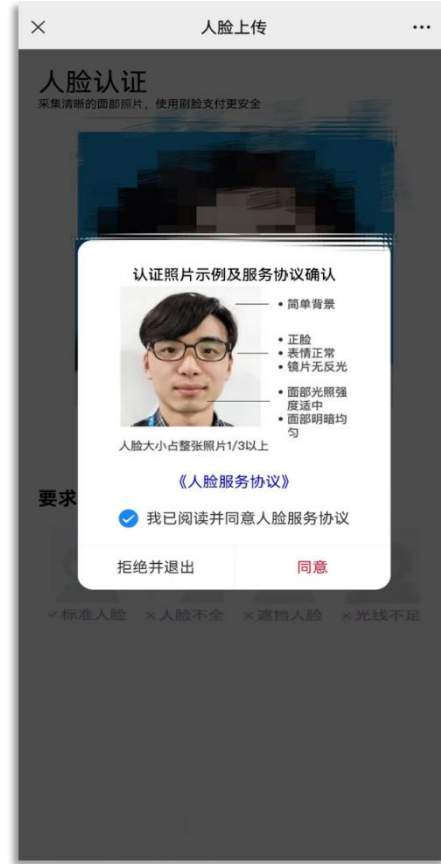 人脸上传
人脸认证
采集清晰的面部照片，使用刷脸支付更安全
认证照片示例及服务协议确认
• 简单背景
• 正脸
• 表情正常
• 镜片无反光
• 面部光照强
度适中
• 面部明暗均
匀
人脸大小占整张照片1/3以上
《人脸服务协议》
我已阅读并同意人脸服务协议
要求
拒绝并退出
同意
✓标准人脸 ×人脸不全 ×遮挡人脸 ×光线不足